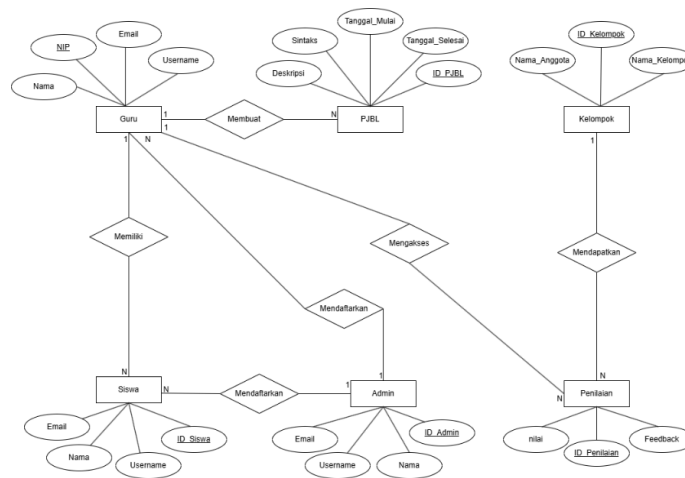 Tanggal_Mulai
ID_Kelompok
Email
NIP
Sintaks
Tanggal_Selesai
Username
Nama_Anggota
Nama_Kelompok
Nama
Deskripsi
ID_PJBL
Guru
1
Membuat
N
PJBL
Kelompok
1
N
1
1
Memiliki
Mengakses
Mendapatkan
Mendaftarkan
N
1
N
Siswa
N
Mendaftarkan
1
Admin
N
Penilaian
Email
ID_Siswa
Email
ID_Admin
nilai
Feedback
Nama
Username
Username
Nama
ID_Penilaian